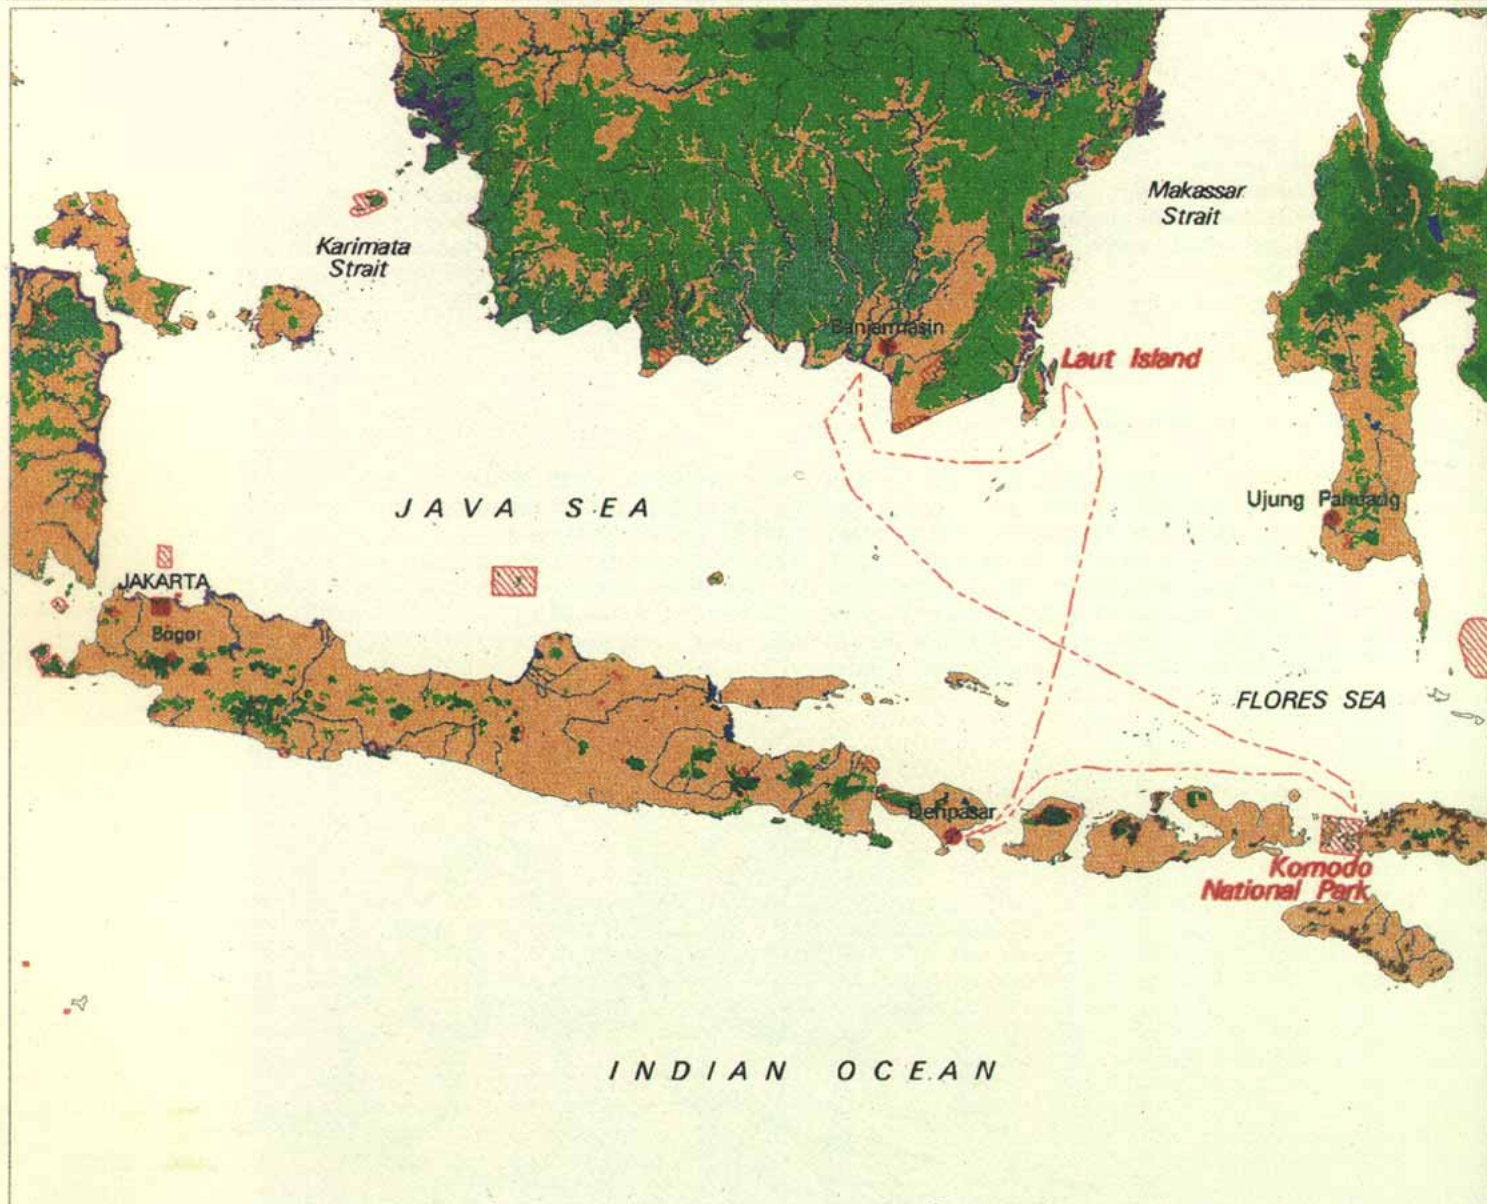 Makassar
Strait
Karimata
Strait
Banjarmasin
Laut Island
JAVA SEA
Ujung Pandang
JAKARTA
Bogor
FLORES SEA
Denpasar
Komodo
National Park
INDIAN OCEAN